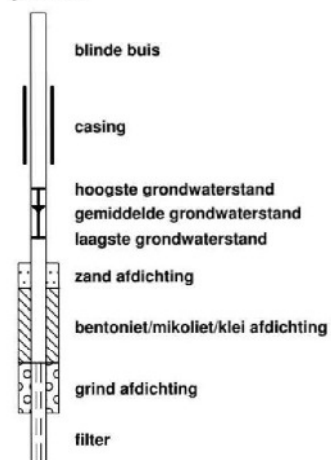 blinde buis
casing
hoogste grondwaterstand
gemiddelde grondwaterstand
laagste grondwaterstand
zand afdichting
bentoniet/mikoliet/klei afdichting
grind afdichting
filter